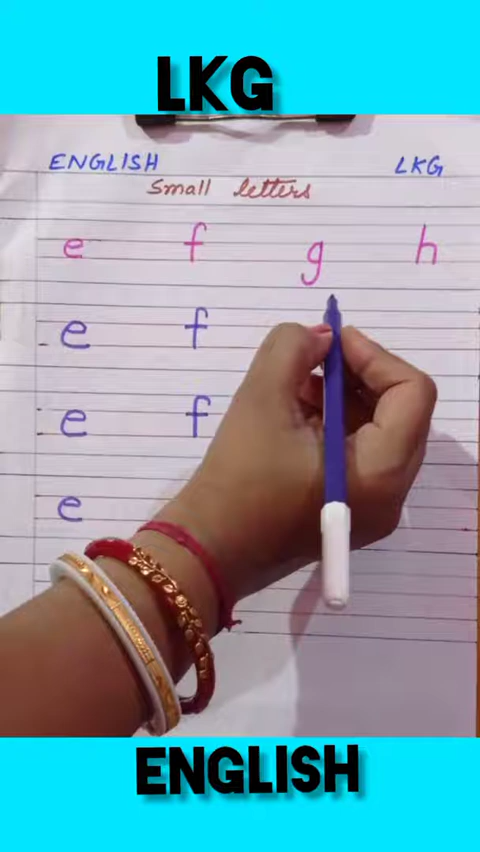 LKG
ENGLISH LKG
Small letters
e f g h
e f
e f
e
ENGLISH